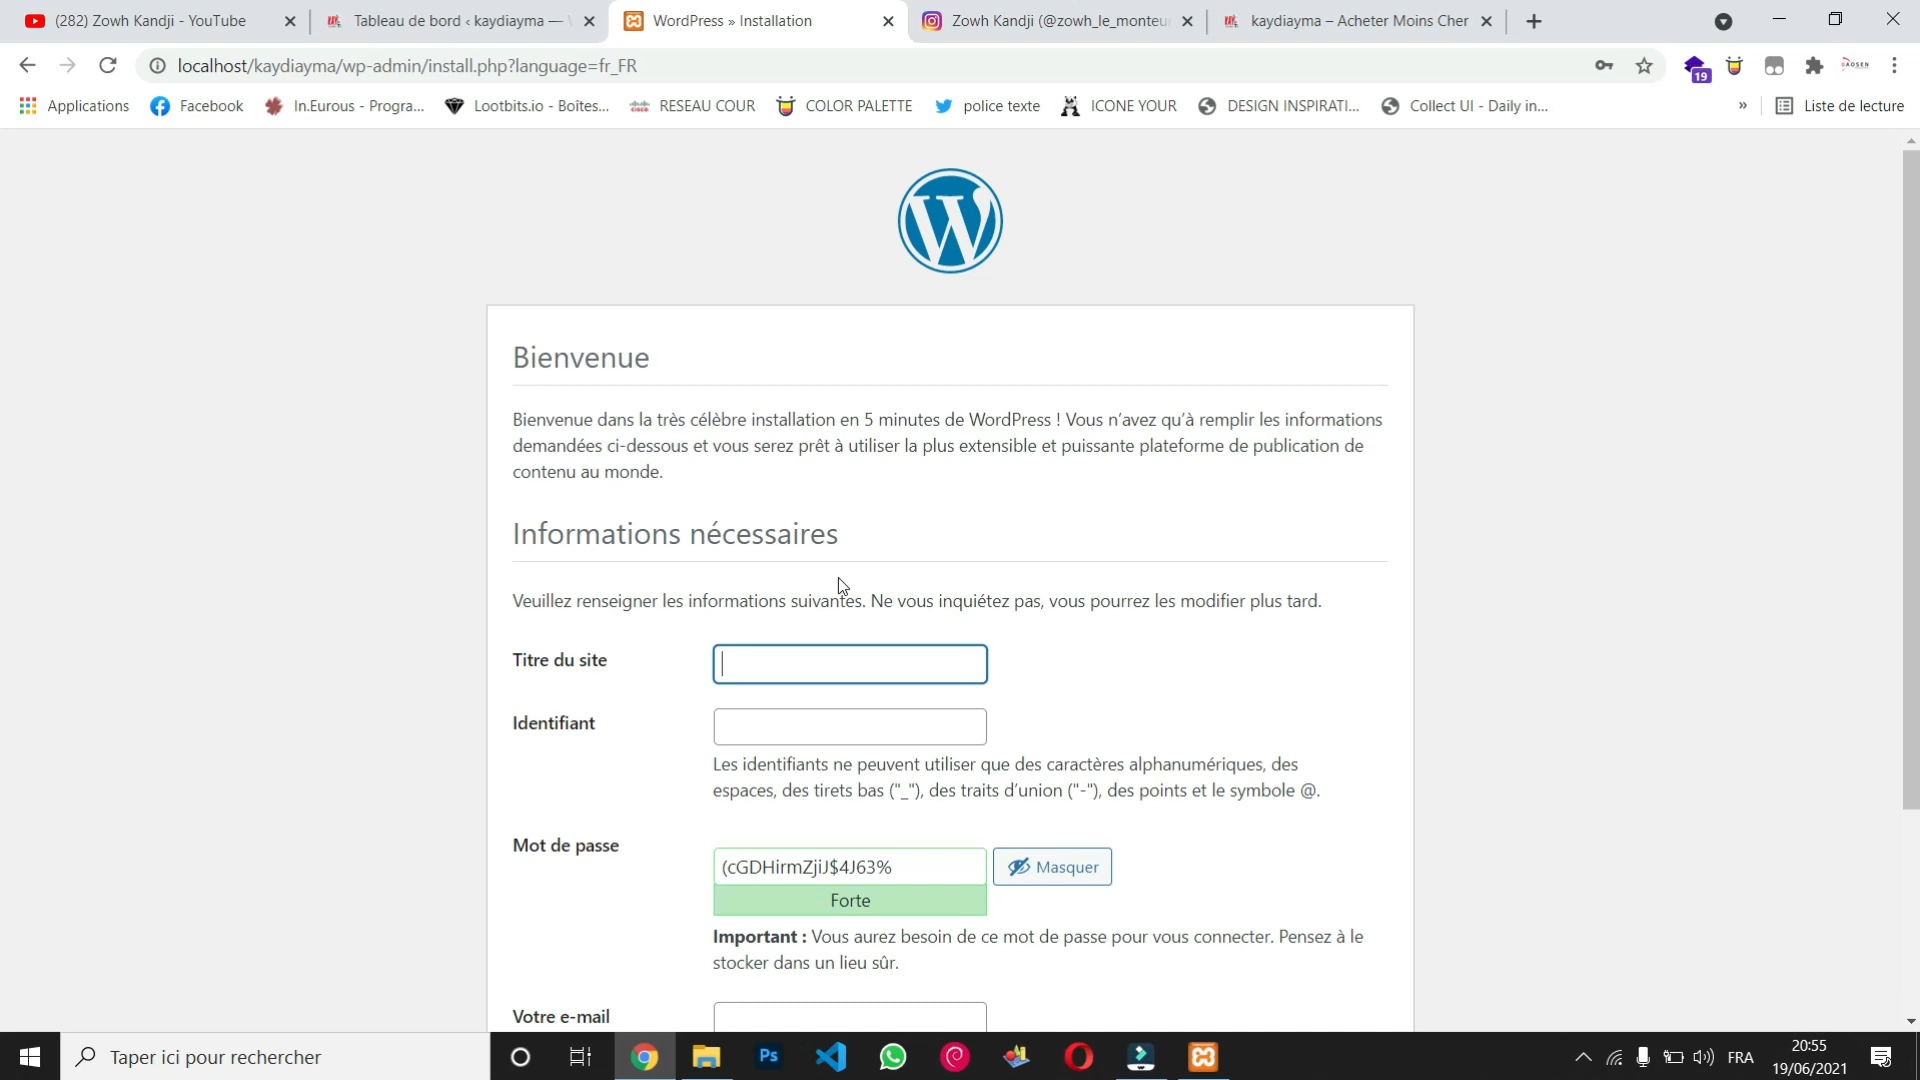 (282) Zowh Kandji - YouTube
Tableau de bord ‹ kaydiayma —
WordPress » Installation
Zowh Kandji (@zowh_le_monteu
kaydiayma – Acheter Moins Cher
localhost/kaydiayma/wp-admin/install.php?language=fr_FR
19
Applications
Facebook
In.Eurous - Progra...
Lootbits.io - Boîtes...
RESEAU COUR
COLOR PALETTE
police texte
ICONE YOUR
DESIGN INSPIRATI...
Collect UI - Daily in...
»
Liste de lecture
Bienvenue
Bienvenue dans la très célèbre installation en 5 minutes de WordPress ! Vous n’avez qu’à remplir les informations
demandées ci-dessous et vous serez prêt à utiliser la plus extensible et puissante plateforme de publication de
contenu au monde.
Informations nécessaires
Veuillez renseigner les informations suivantes. Ne vous inquiétez pas, vous pourrez les modifier plus tard.
Titre du site
Identifiant
Les identifiants ne peuvent utiliser que des caractères alphanumériques, des
espaces, des tirets bas ("_"), des traits d’union ("-"), des points et le symbole @.
Mot de passe
(cGDHirmZjiJ$4J63%
Masquer
Forte
Important : Vous aurez besoin de ce mot de passe pour vous connecter. Pensez à le
stocker dans un lieu sûr.
Votre e-mail
Taper ici pour rechercher
Ps
FRA
20:55
19/06/2021